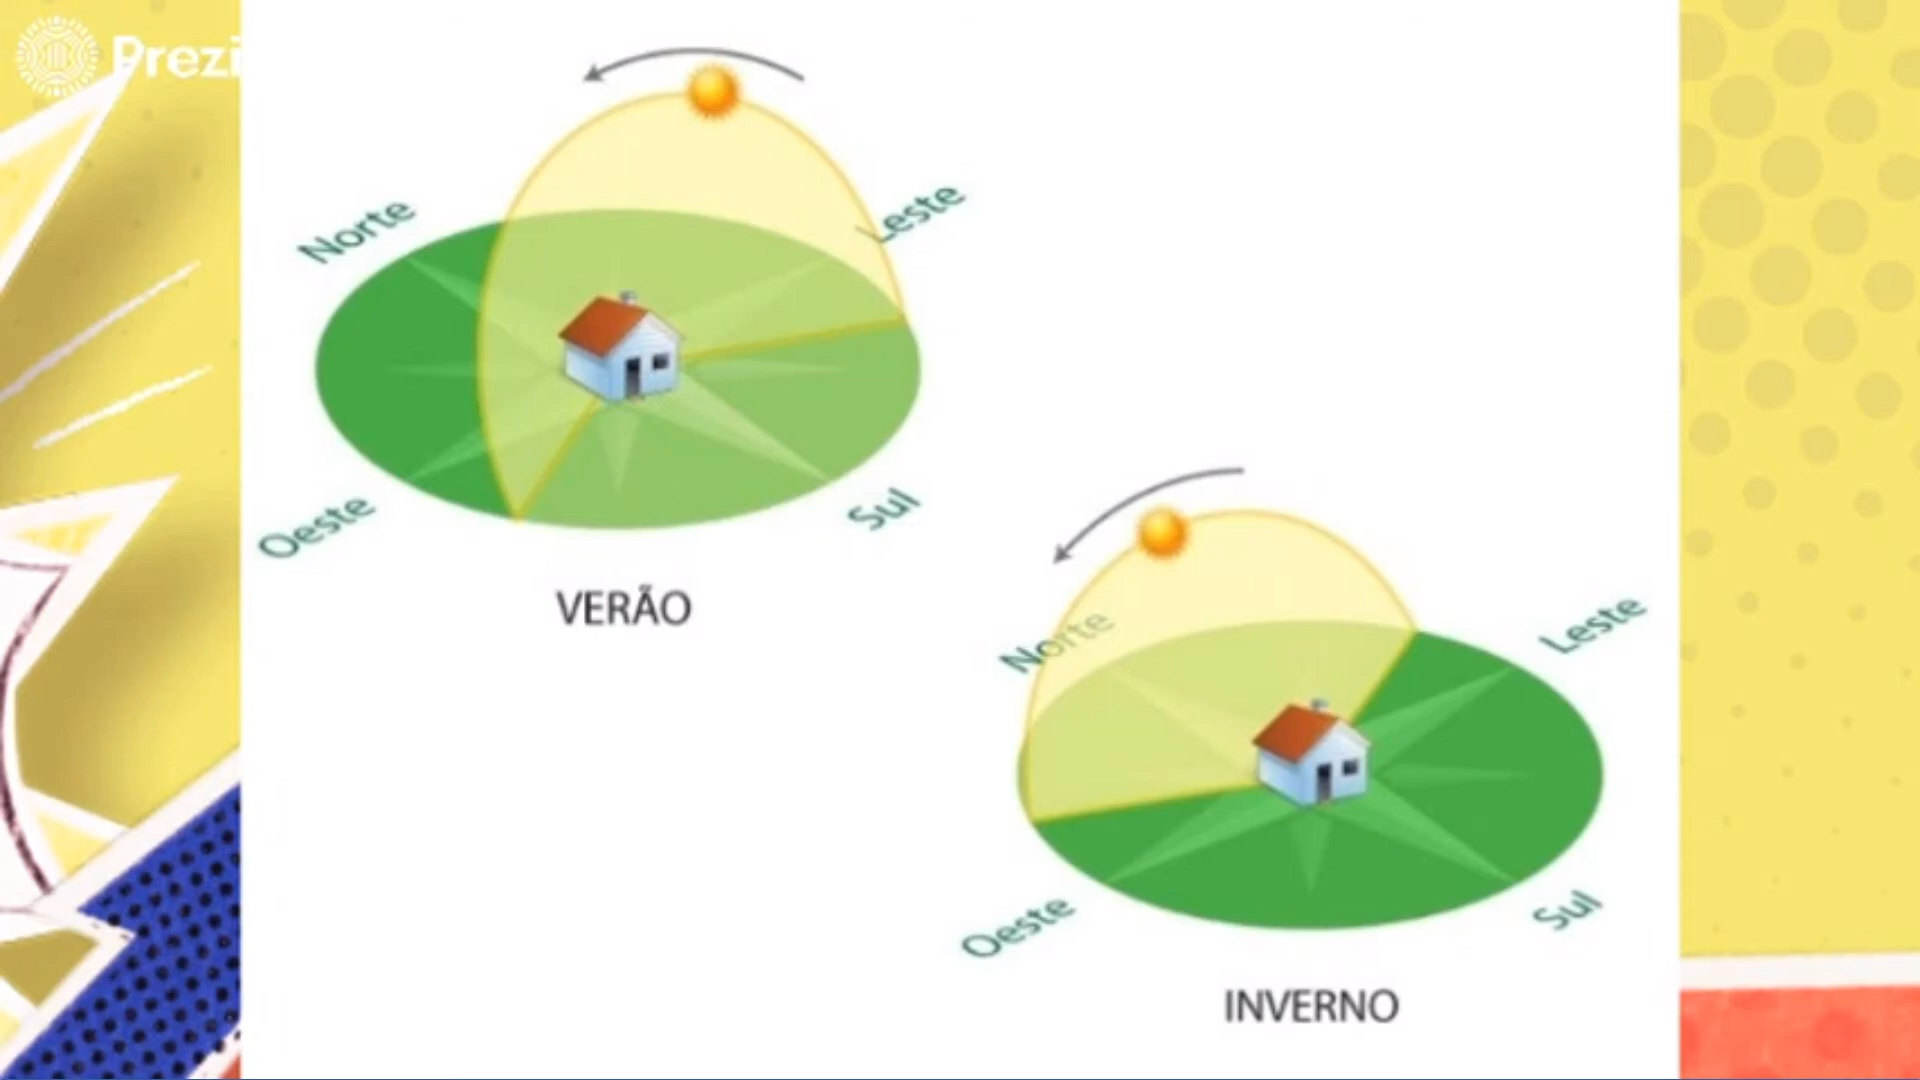 Prezi
Norte
Leste
Oeste
Sul
VERÃO
Norte
Leste
Oeste
Sul
INVERNO